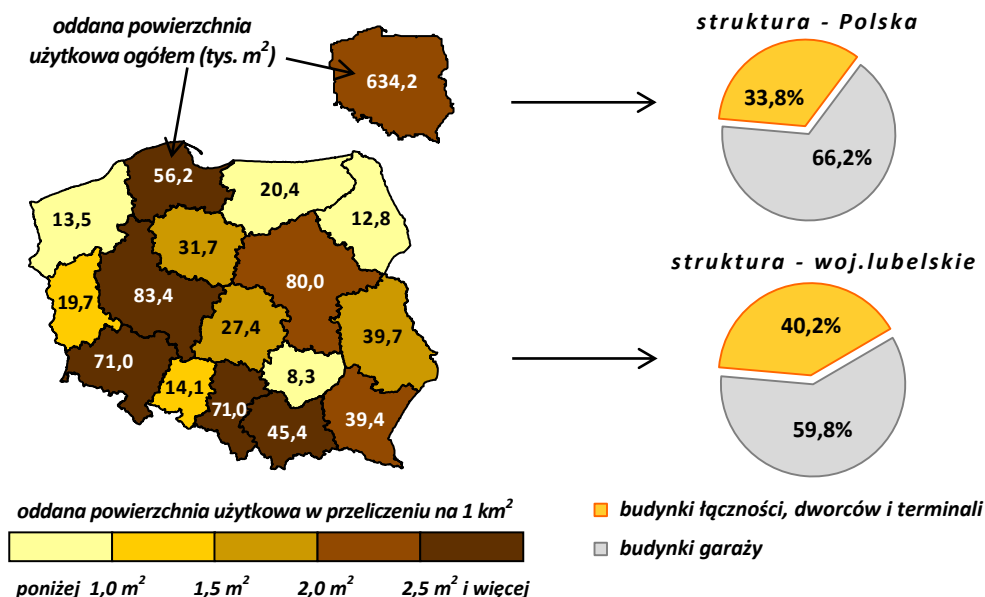 oddana powierzchnia
użytkowa ogółem (tys. m²)
634,2
struktura - Polska
33,8%
66,2%
56,2
20,4
13,5
12,8
31,7
80,0
83,4
19,7
27,4
39,7
71,0
8,3
14,1
71,0
45,4
39,4
struktura - woj.lubelskie
40,2%
59,8%
oddana powierzchnia użytkowa w przeliczeniu na 1 km²
poniżej 1,0 m² 1,5 m² 2,0 m² 2,5 m² i więcej
budynki łączności, dworców i terminali
budynki garaży